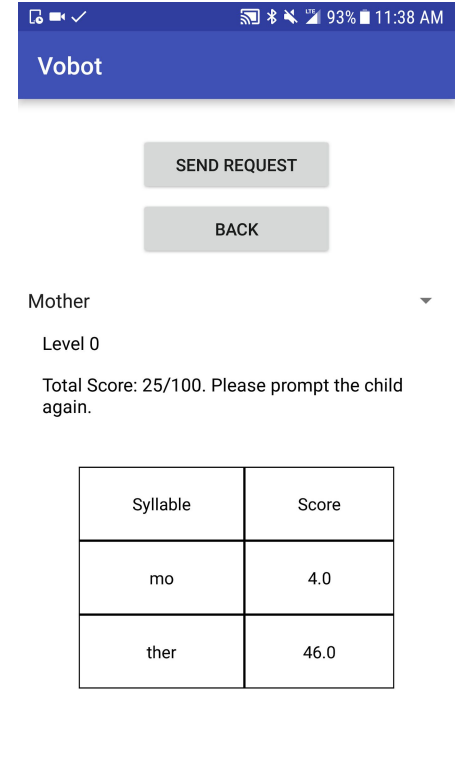 LTE 93% 11:38 AM
Vobot
SEND REQUEST
BACK
Mother
Level 0
Total Score: 25/100. Please prompt the child
again.
Syllable Score
mo 4.0
ther 46.0